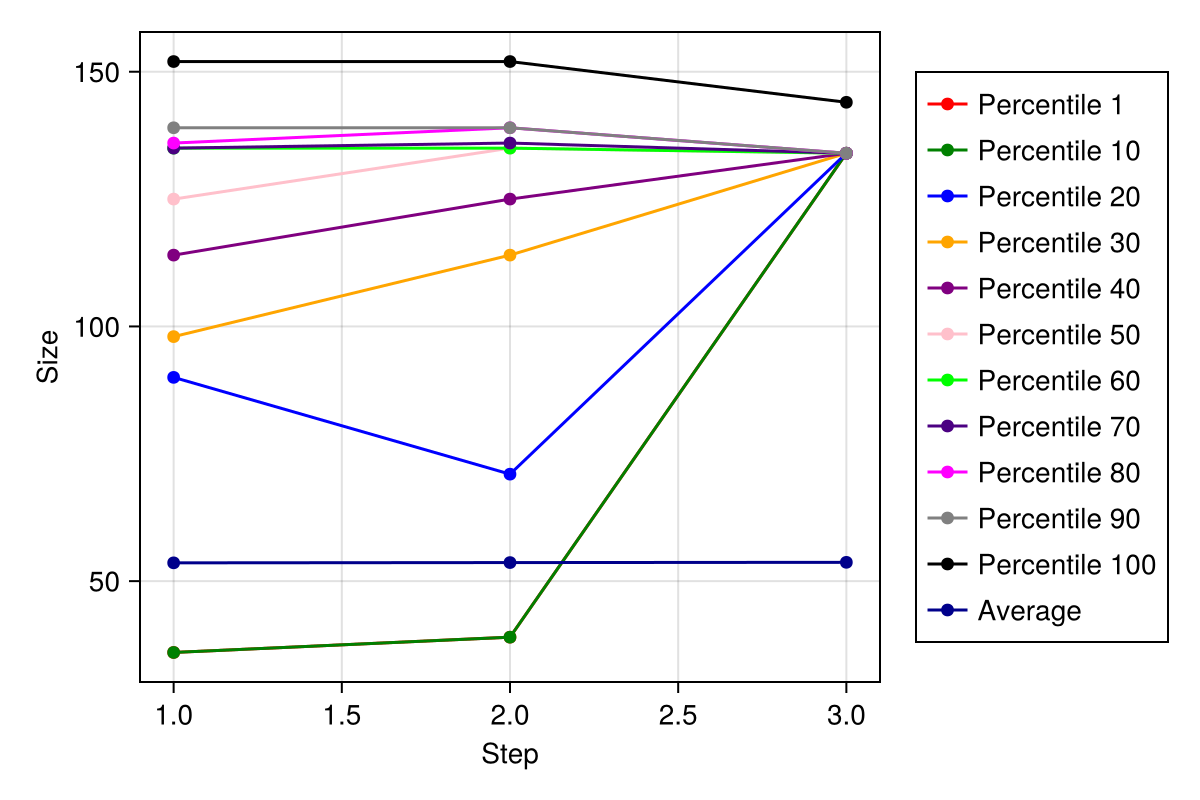 150
100
50
Size
1.0 1.5 2.0 2.5 3.0
Step
Percentile 1
Percentile 10
Percentile 20
Percentile 30
Percentile 40
Percentile 50
Percentile 60
Percentile 70
Percentile 80
Percentile 90
Percentile 100
Average